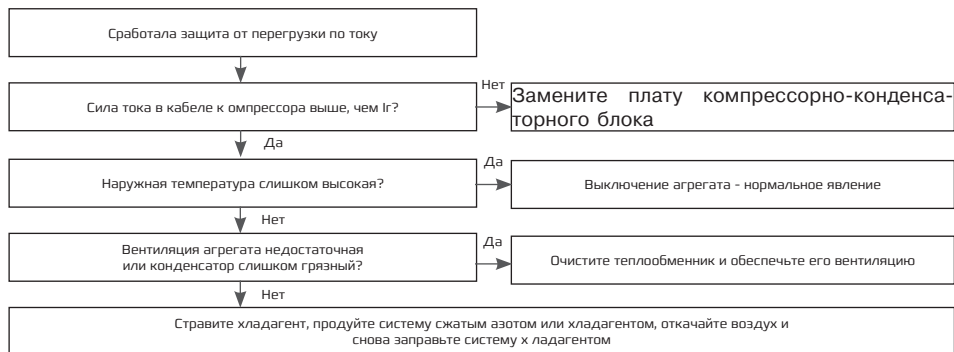 Сработала защита от перегрузки по току
Сила тока в кабеле к омпрессора выше, чем Iг?
Нет
Замените плату компрессорно-конденса-
торного блока
Да
Наружная температура слишком высокая?
Да
Выключение агрегата - нормальное явление
Нет
Вентиляция агрегата недостаточная
или конденсатор слишком грязный?
Да
Очистите теплообменник и обеспечьте его вентиляцию
Нет
Стравите хладагент, продуйте систему сжатым азотом или хладагентом, откачайте воздух и
снова заправьте систему х ладагентом